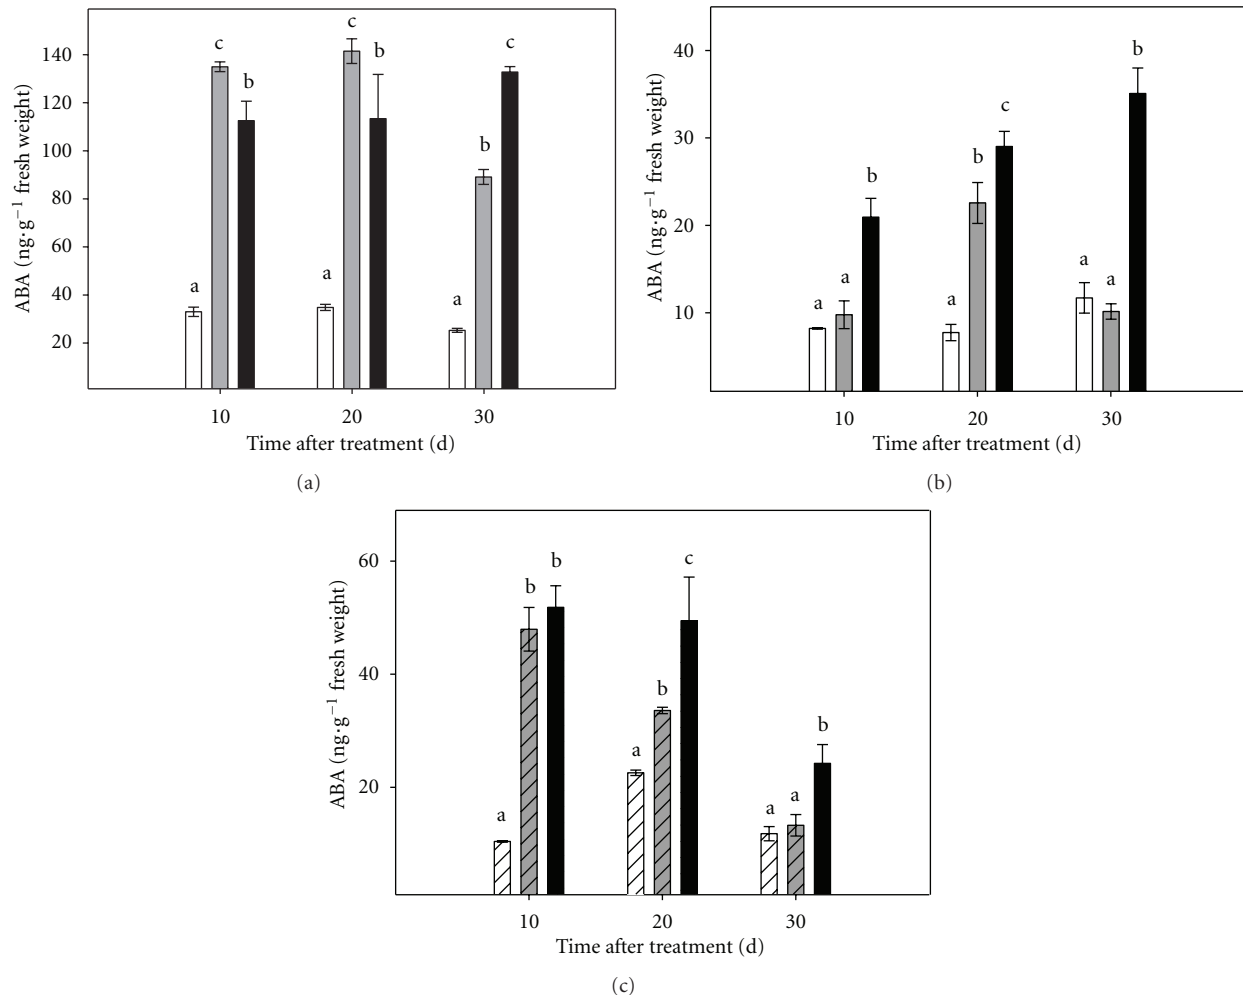 140
120
100
80
60
40
20
ABA (ng·g⁻¹ fresh weight)
a c b a c b a b c
10 20 30
Time after treatment (d)
(a)
40
30
20
10
ABA (ng·g⁻¹ fresh weight)
a a b a b c a a b
10 20 30
Time after treatment (d)
(b)
60
40
20
ABA (ng·g⁻¹ fresh weight)
a b b a b c a a b
10 20 30
Time after treatment (d)
(c)